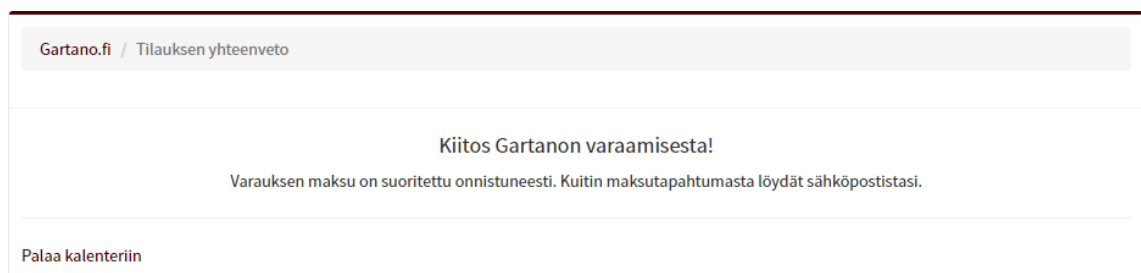 Gartano.fi / Tilauksen yhteenveto
Kiitos Gartanon varaamisesta!
Varauksen maksu on suoritettu onnistuneesti. Kuitin maksutapahtumasta löydät sähköpostistasi.
Palaa kalenteriin